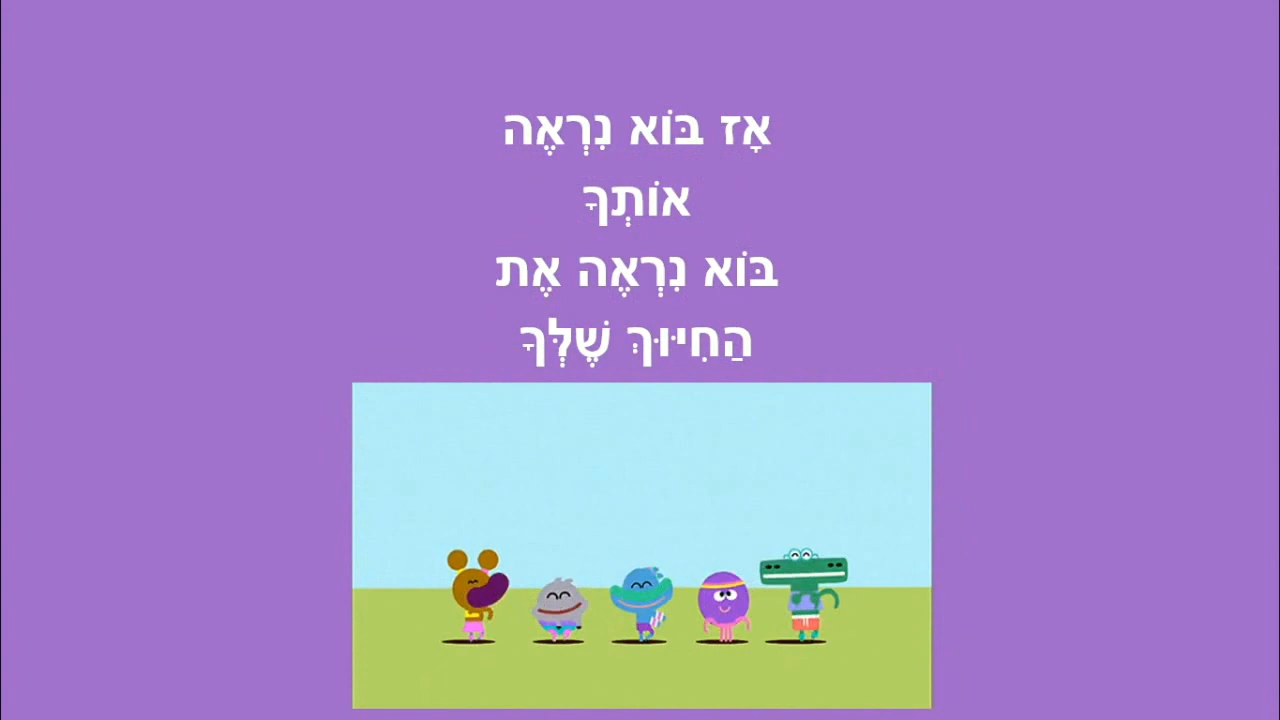 אָז בּוֹא נִרְאֶה
אוֹתְךָ
בּוֹא נִרְאֶה אֶת
הַחִיּוּךְ שֶׁלְּךָ